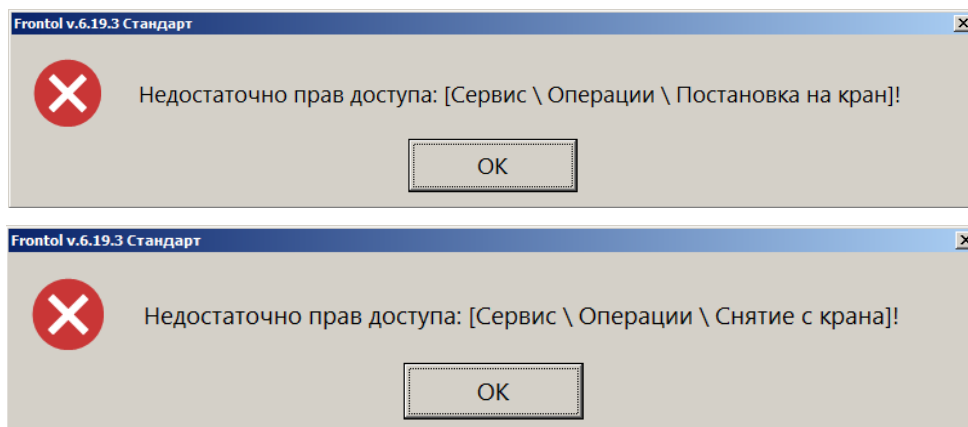 Frontol v.6.19.3 Стандарт
Недостаточно прав доступа: [Сервис \ Операции \ Постановка на кран]!
OK
Frontol v.6.19.3 Стандарт
Недостаточно прав доступа: [Сервис \ Операции \ Снятие с крана]!
OK